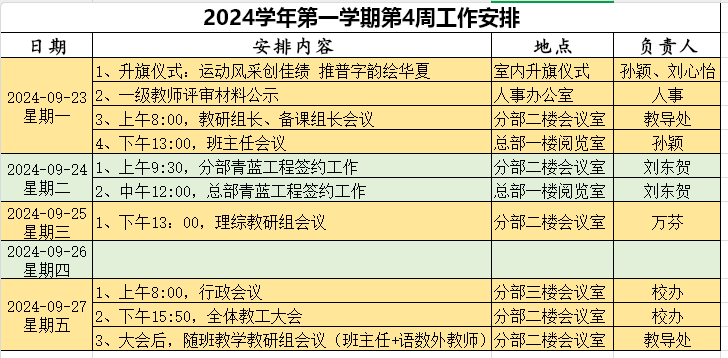 2024学年第一学期第4周工作安排
日期 安排内容 地点 负责人
2024-09-23 星期一
1、升旗仪式：运动风采创佳绩 推普字韵绘华夏 室内升旗仪式 孙颖、刘心怡
2、一级教师评审材料公示 人事办公室 人事
3、上午8:00，教研组长、备课组长会议 分部二楼会议室 教导处
4、下午13:00，班主任会议 总部一楼阅览室 孙颖
2024-09-24 星期二
1、上午9:30，分部青蓝工程签约工作 分部二楼会议室 刘东贺
2、中午12:00，总部青蓝工程签约工作 总部一楼阅览室 刘东贺
2024-09-25 星期三
1、下午13：00，理综教研组会议 分部二楼会议室 万芬
2024-09-26 星期四
2024-09-27 星期五
1、上午8:00，行政会议 分部三楼会议室 校办
2、下午15:50，全体教工大会 分部二楼会议室 校办
3、大会后，随班教学教研组会议（班主任+语数外教师） 分部二楼会议室 教导处